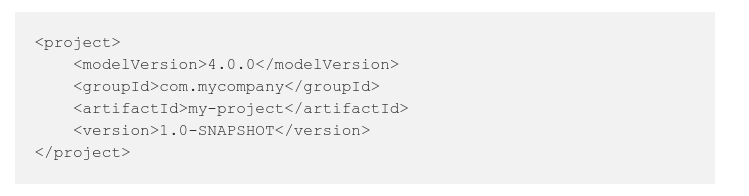 <project>
    <modelVersion>4.0.0</modelVersion>
    <groupId>com.mycompany</groupId>
    <artifactId>my-project</artifactId>
    <version>1.0-SNAPSHOT</version>
</project>